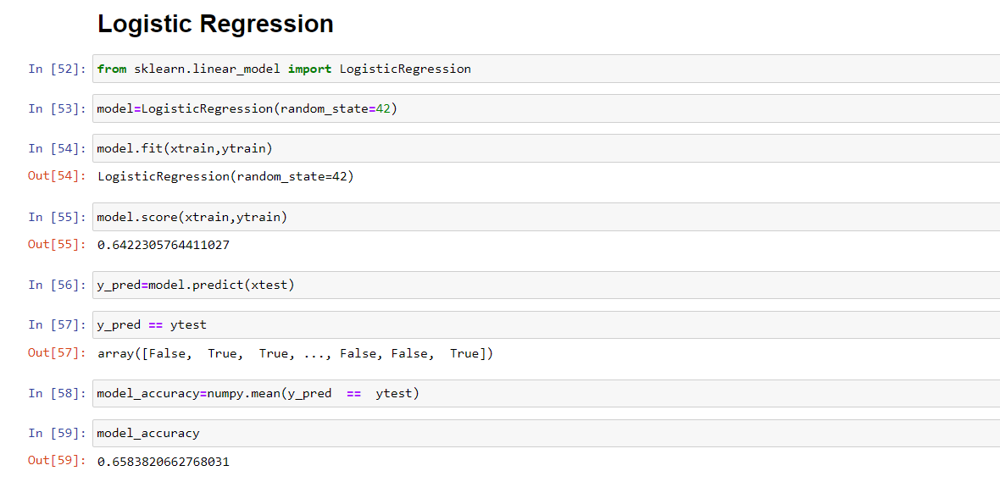 Logistic Regression
In [52]: from sklearn.linear_model import LogisticRegression
In [53]: model=LogisticRegression(random_state=42)
In [54]: model.fit(xtrain,ytrain)
Out[54]: LogisticRegression(random_state=42)
In [55]: model.score(xtrain,ytrain)
Out[55]: 0.6422305764411027
In [56]: y_pred=model.predict(xtest)
In [57]: y_pred == ytest
Out[57]: array([False,  True,  True, ..., False, False,  True])
In [58]: model_accuracy=numpy.mean(y_pred  ==  ytest)
In [59]: model_accuracy
Out[59]: 0.6583820662768031